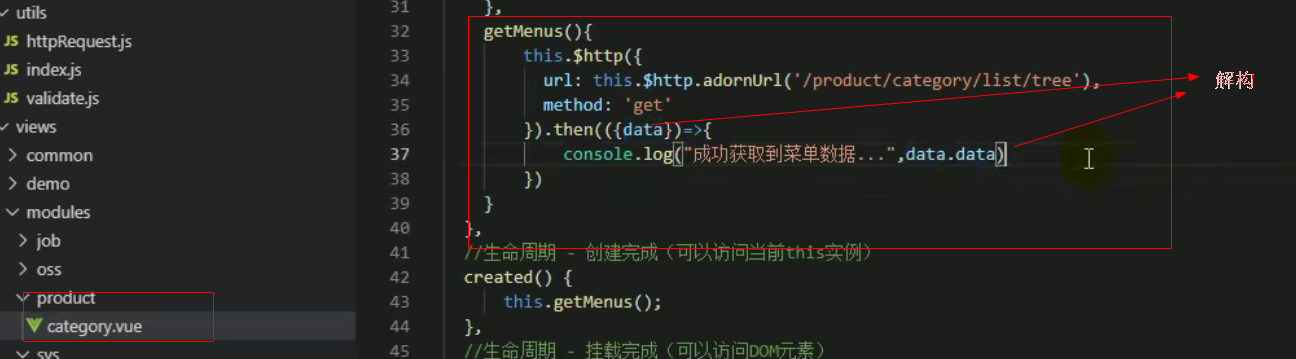 utils
JS httpRequest.js
JS index.js
JS validate.js
views
common
demo
modules
job
oss
product
category.vue
sys
31 },
32 getMenus(){
33 this.$http({
34 url: this.$http.adornUrl('/product/category/list/tree'),
35 method: 'get'
36 }).then(({data})=>{
37 console.log("成功获取到菜单数据...",data.data)
38 })
39 }
40 },
41 //生命周期 - 创建完成（可以访问当前this实例）
42 created() {
43 this.getMenus();
44 },
45 //生命周期 - 挂载完成（可以访问DOM元素）
解构